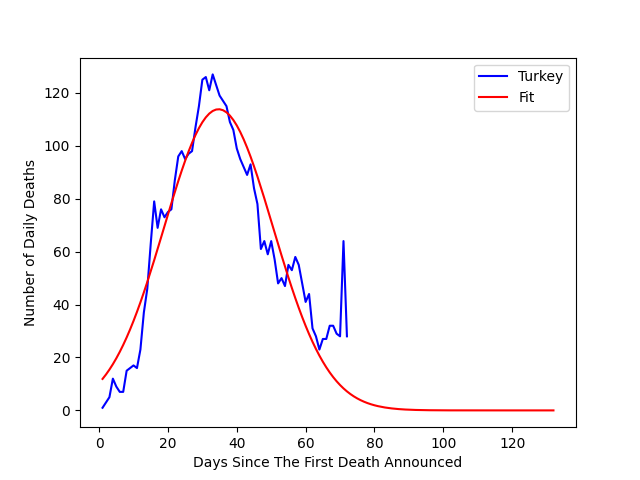 Turkey
Fit
Number of Daily Deaths
120
100
80
60
40
20
0
0 20 40 60 80 100 120
Days Since The First Death Announced